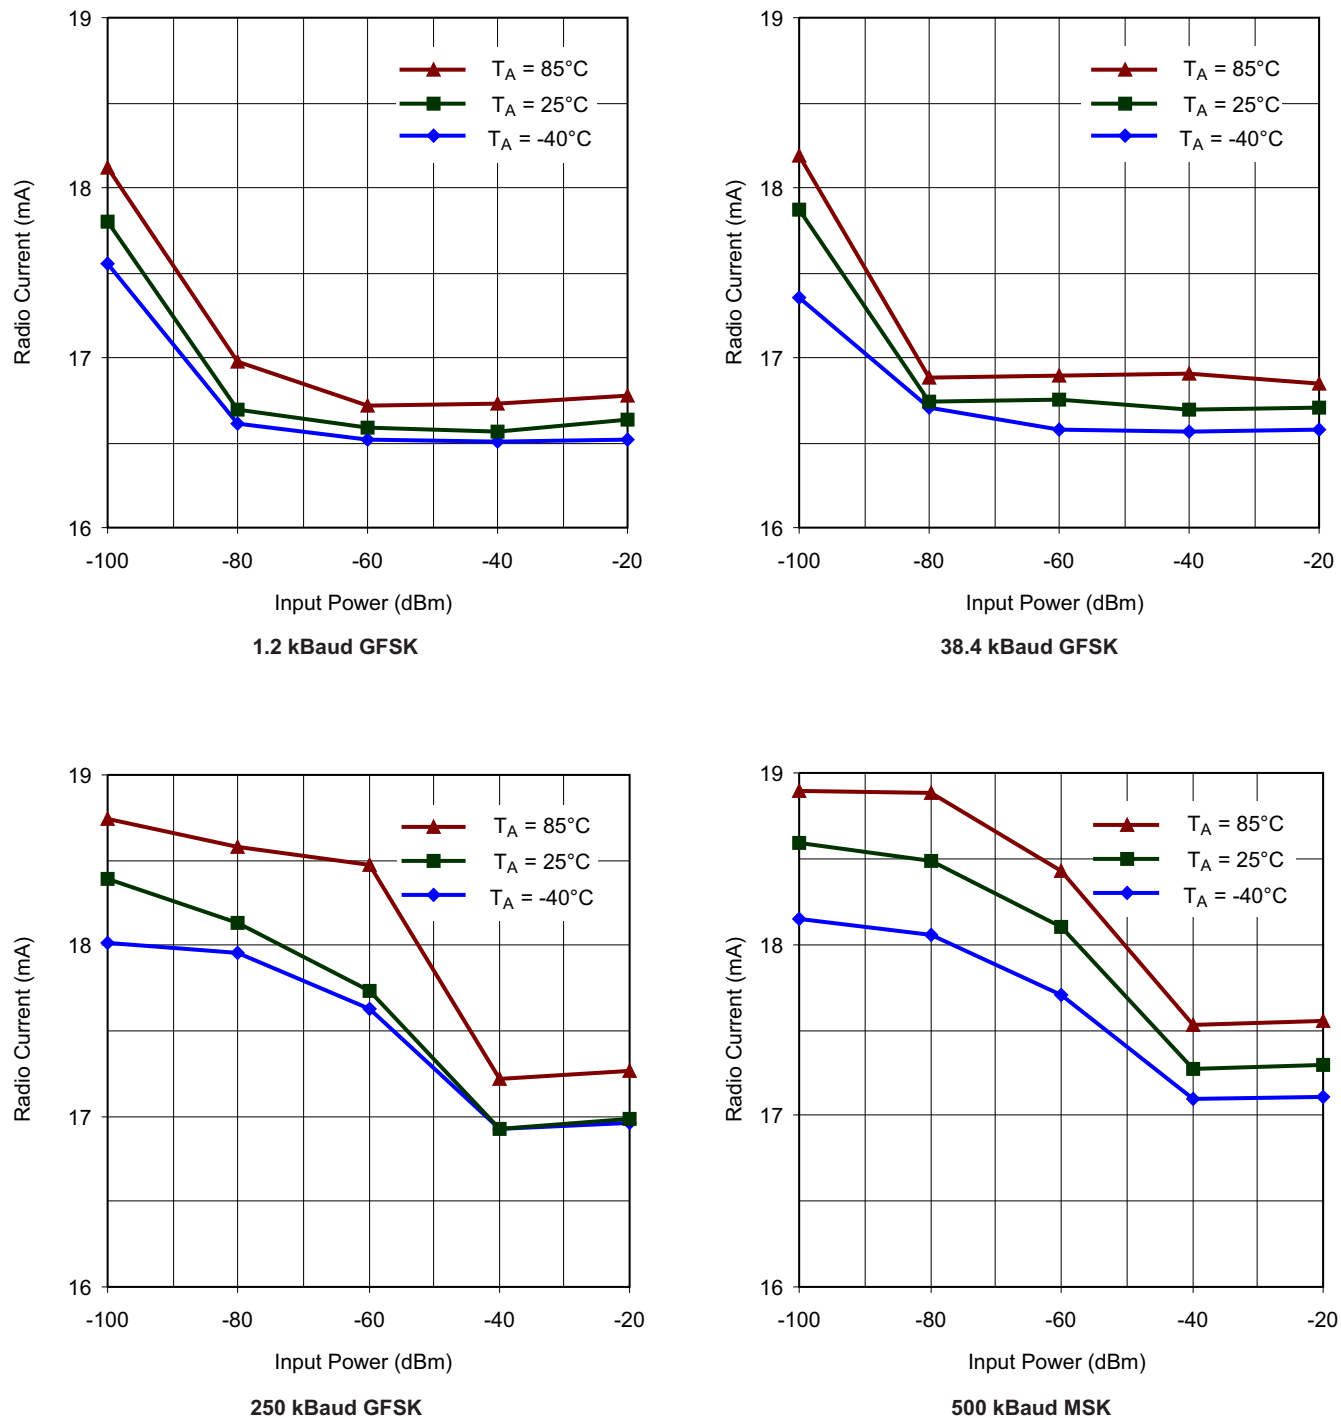 19
18
17
16
-100
-80
-60
-40
-20
Radio Current (mA)
Input Power (dBm)
TA = 85°C
TA = 25°C
TA = -40°C
1.2 kBaud GFSK
19
18
17
16
-100
-80
-60
-40
-20
Radio Current (mA)
Input Power (dBm)
TA = 85°C
TA = 25°C
TA = -40°C
38.4 kBaud GFSK
19
18
17
16
-100
-80
-60
-40
-20
Radio Current (mA)
Input Power (dBm)
TA = 85°C
TA = 25°C
TA = -40°C
250 kBaud GFSK
19
18
17
16
-100
-80
-60
-40
-20
Radio Current (mA)
Input Power (dBm)
TA = 85°C
TA = 25°C
TA = -40°C
500 kBaud MSK